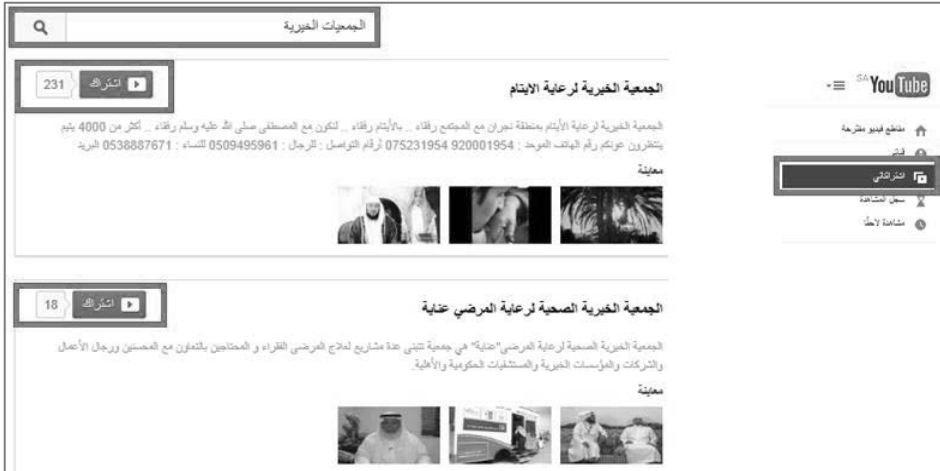 الجمعيات الخيرية
SA YouTube
مقاطع فيديو مقترحة
قناتي
اشتراكاتي
سجل المشاهدة
مشاهدة لاحقًا
الجمعية الخيرية لرعاية الايتام
اشتراك 231
الجمعية الخيرية لرعاية الأيتام بمنطقة نجران مع المجتمع رفقاء .. بالأيتام رفقاء .. لنكون مع المصطفى صلى الله عليه وسلم رفقاء .. أكثر من 4000 يتيم
ينتظرون عونكم رقم الهاتف الموحد : 920001954 075231954 أرقام التواصل : للرجال : 0509495961 للنساء : 0538887671 البريد
معاينة
الجمعية الخيرية الصحية لرعاية المرضي عناية
اشتراك 18
الجمعية الخيرية الصحية لرعاية المرضى"عناية" هي جمعية تتبنى عدة مشاريع لعلاج المرضى الفقراء و المحتاجين بالتعاون مع المحسنين ورجال الأعمال
والشركات والمؤسسات الخيرية والمستشفيات الحكومية والأهلية.
معاينة